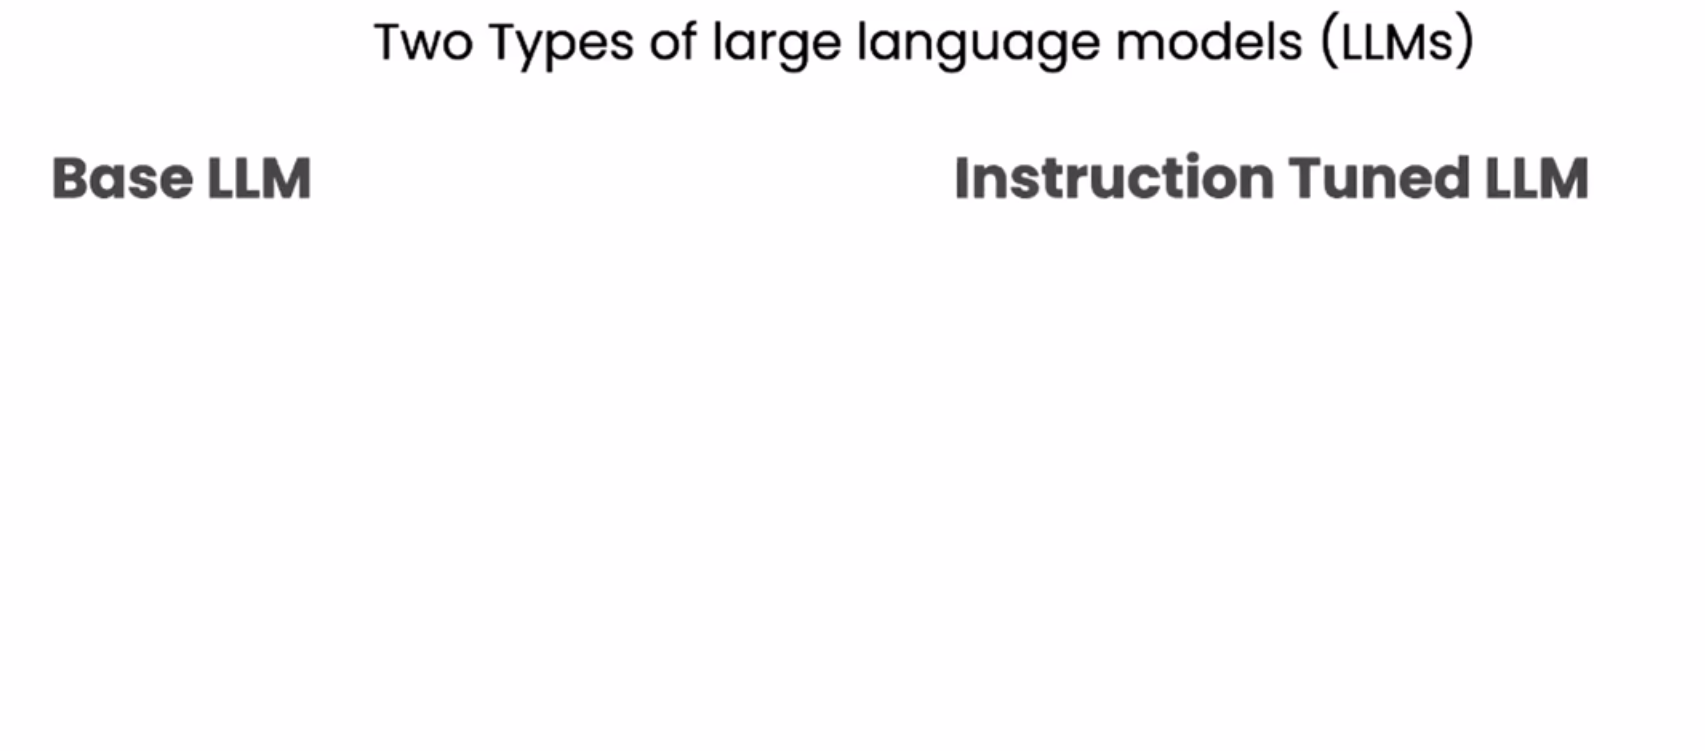 Two Types of large language models (LLMs)
Base LLM
Instruction Tuned LLM